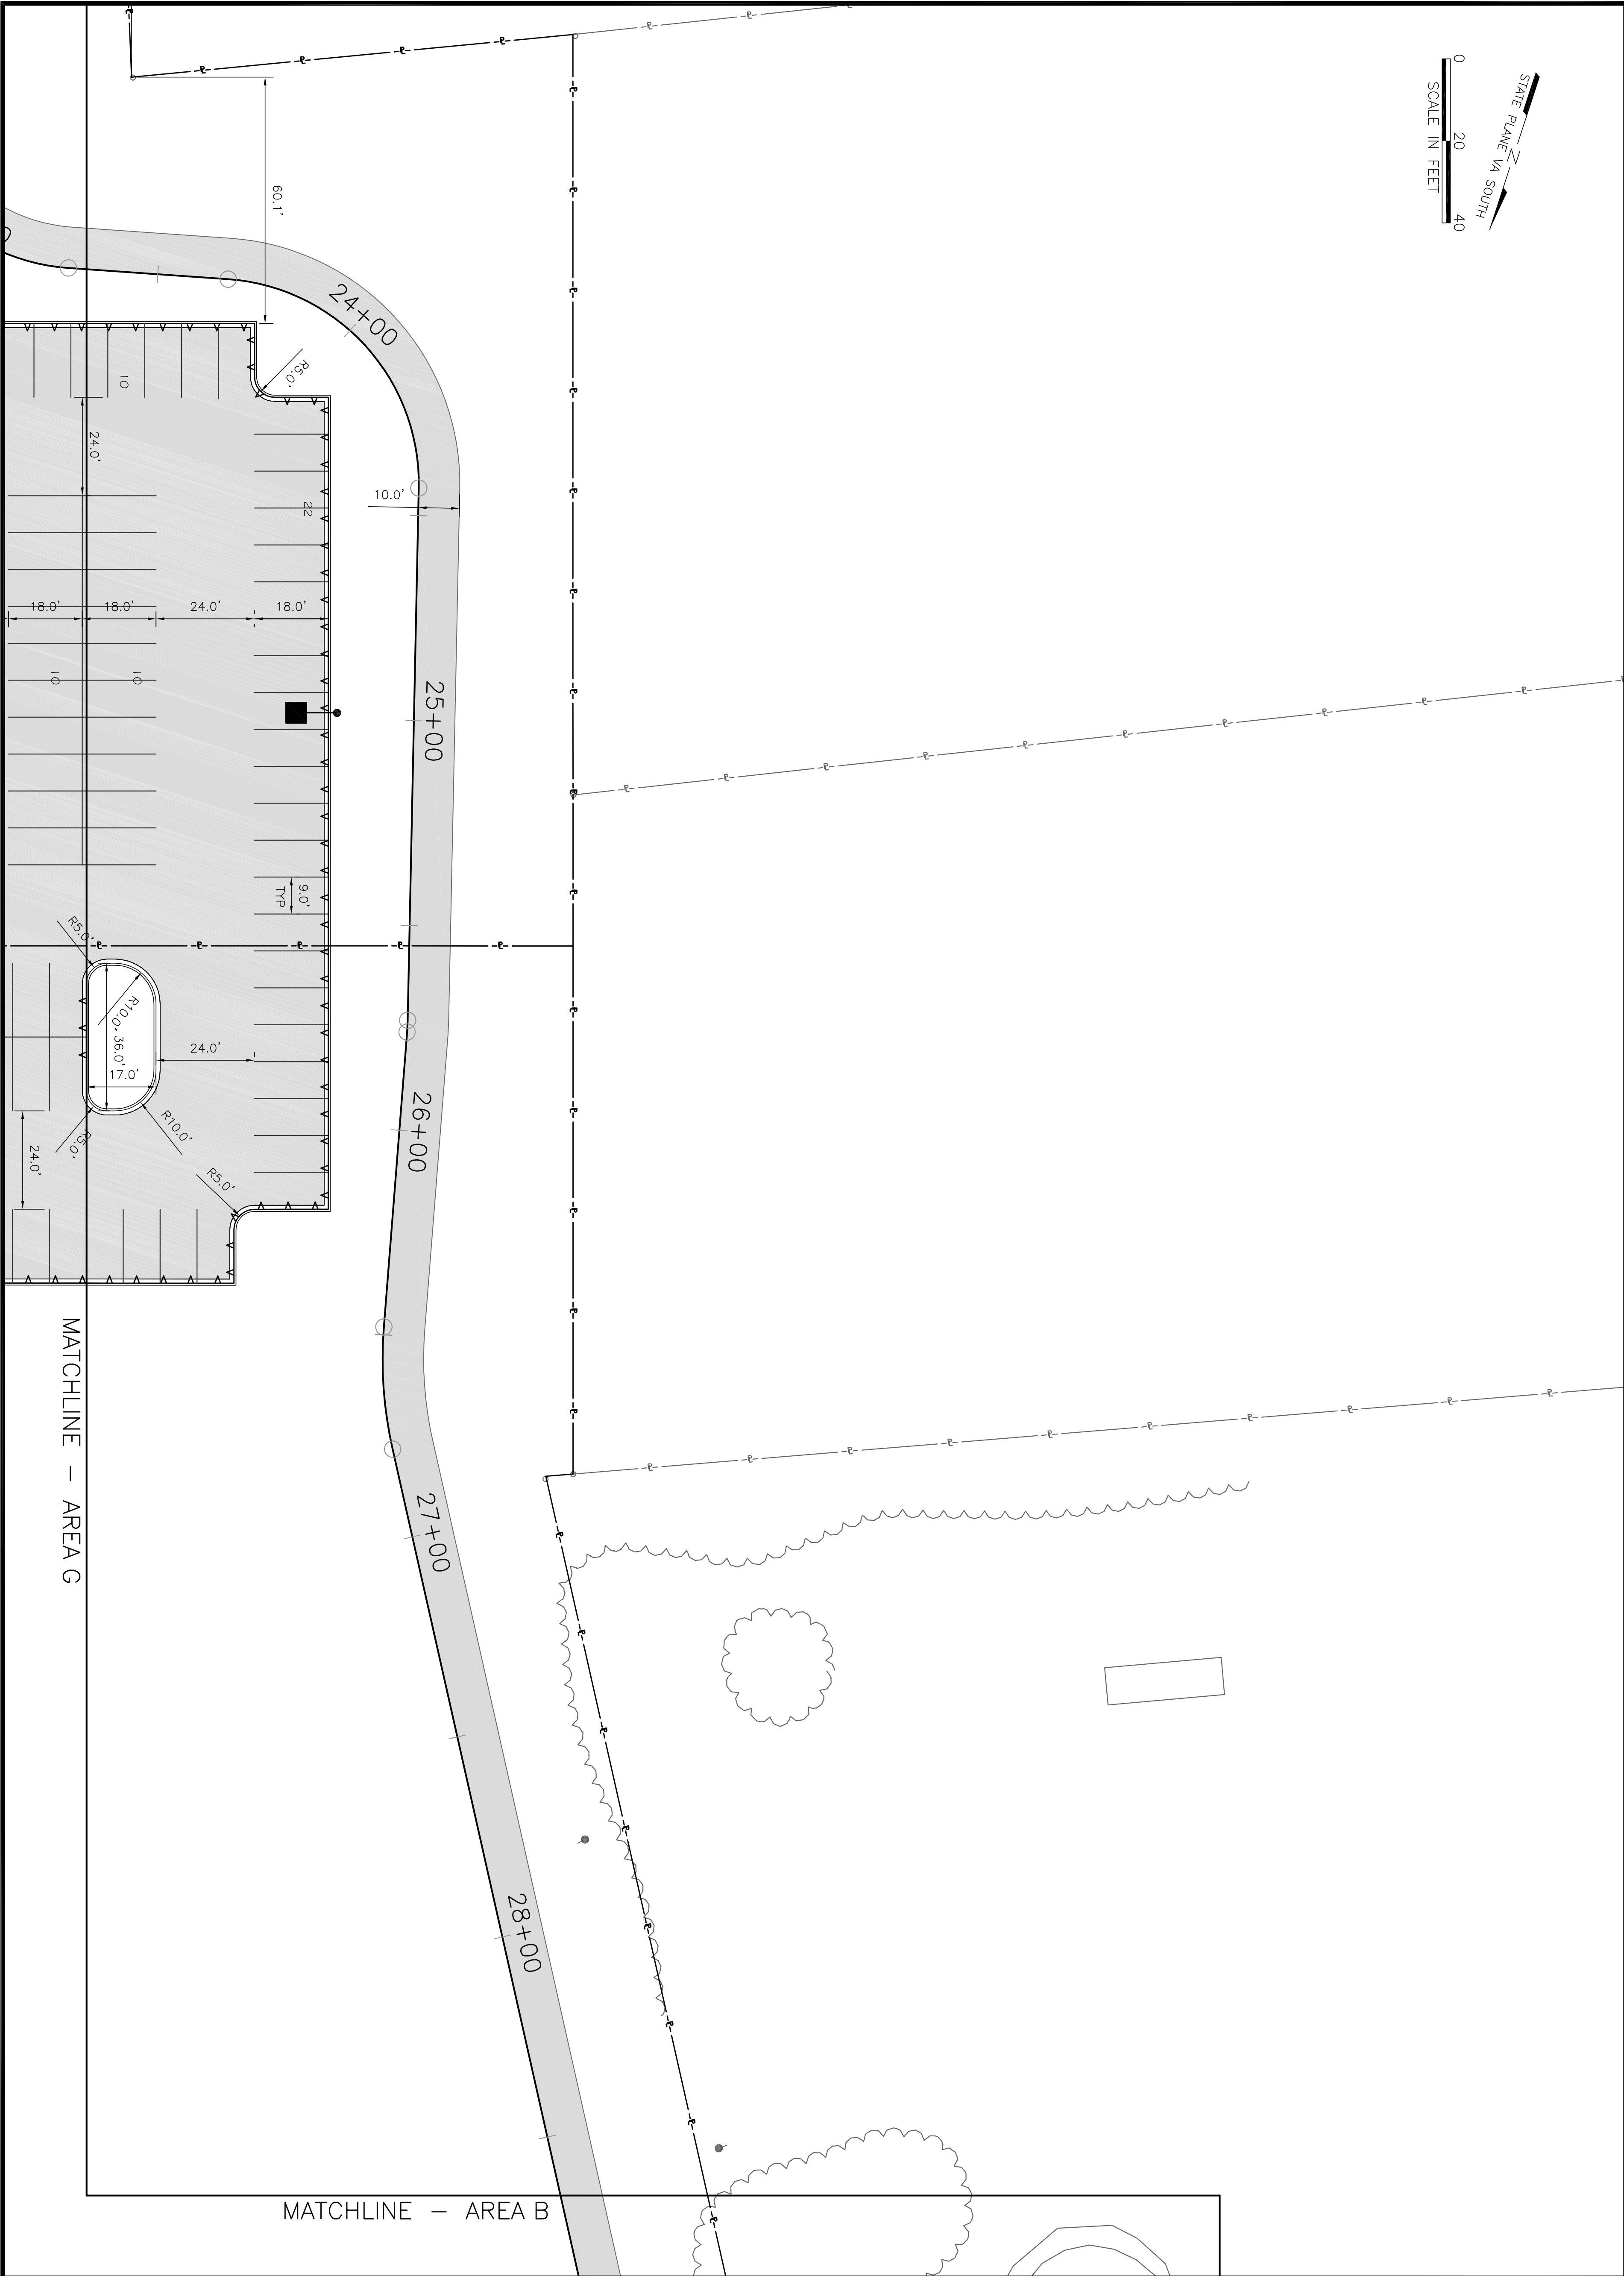 0 20 40
SCALE IN FEET
STATE PLANE VA SOUTH
N
60.1'
24+00
R5.0'
10
24.0'
22
10.0'
18.0'
18.0'
24.0'
18.0'
10
10
25+00
9.0'
TYP
R5.0'
R10.0'
36.0'
17.0'
24.0'
R5.0'
R10.0'
R5.0'
24.0'
26+00
MATCHLINE - AREA G
27+00
28+00
MATCHLINE - AREA B